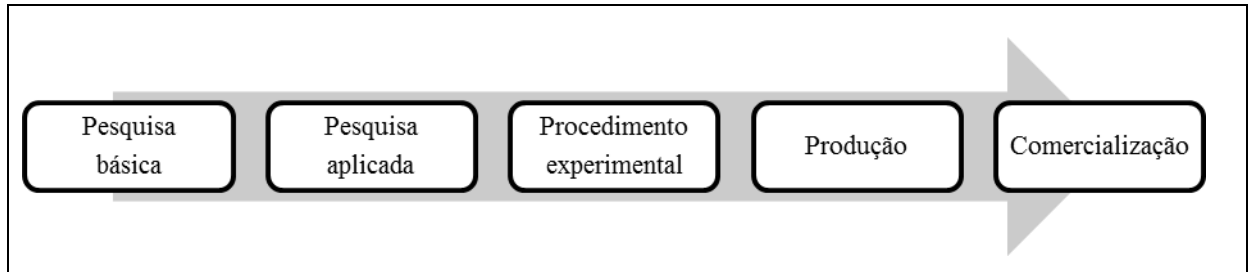 Pesquisa
básica
Pesquisa
aplicada
Procedimento
experimental
Produção
Comercialização